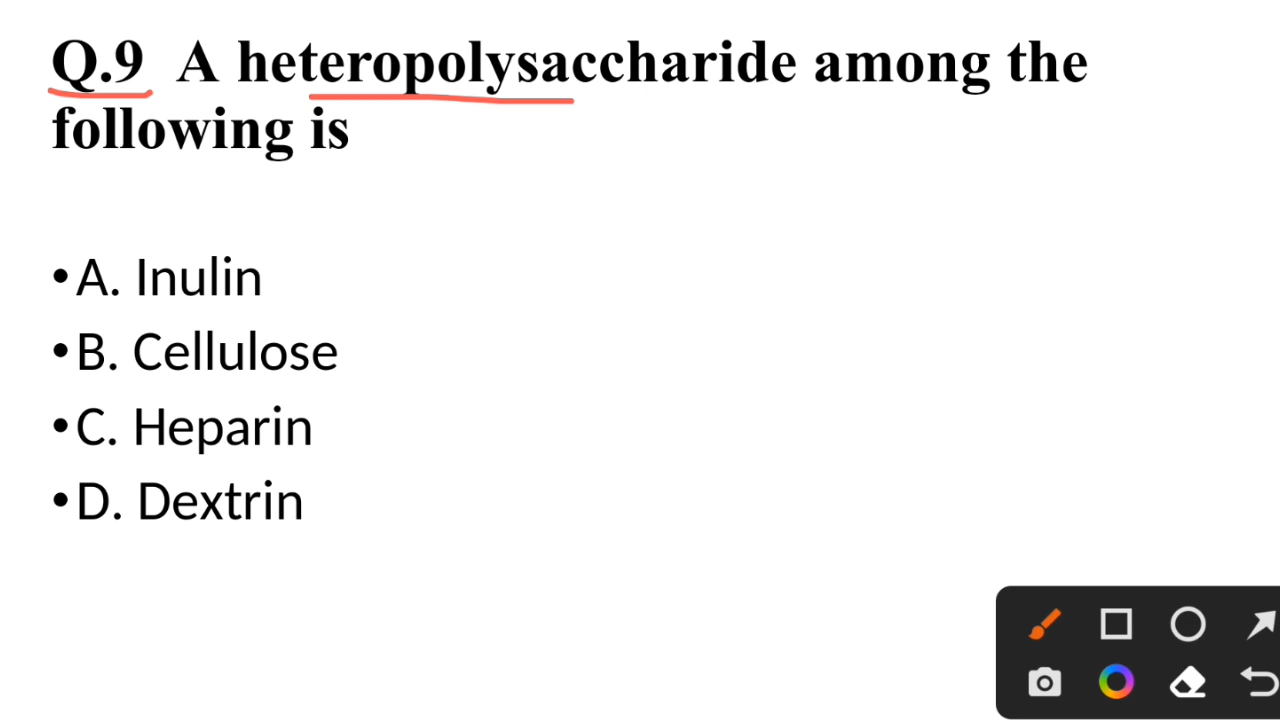 Q.9 A heteropolysaccharide among the
following is
•A. Inulin
•B. Cellulose
•C. Heparin
•D. Dextrin